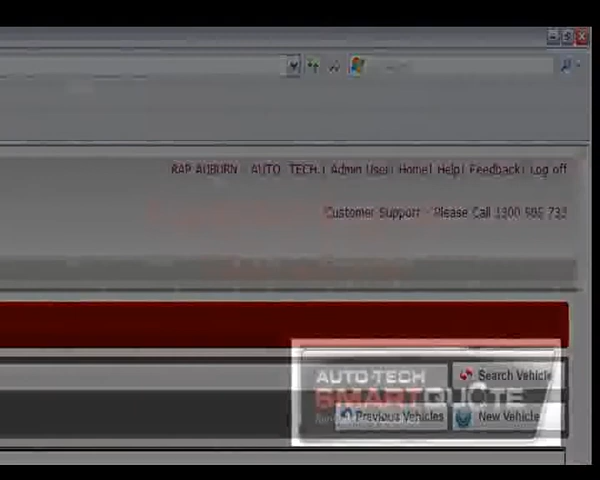 RAP AUBURN - AUTO TECH | Admin User | Home | Help | Feedback | Log off
Customer Support - Please Call 1300 595 733
AUTO-TECH
SMARTQUOTE
Search Vehicle
Previous Vehicles
New Vehicle